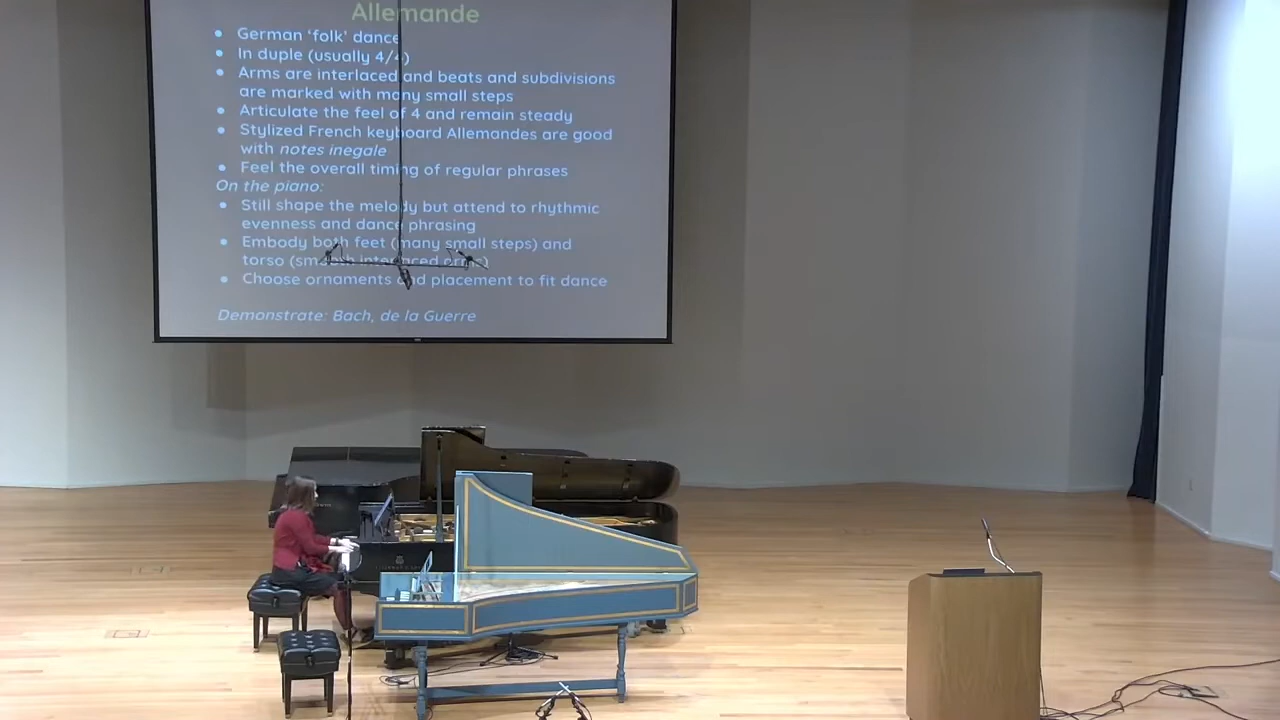 Allemande
• German 'folk' dance
• In duple (usually 4/4)
• Arms are interlaced and beats and subdivisions
are marked with many small steps
• Articulate the feel of 4 and remain steady
• Stylized French keyboard Allemandes are good
with notes inegale
• Feel the overall timing of regular phrases
On the piano:
• Still shape the melody but attend to rhythmic
evenness and dance phrasing
• Embody both feet (many small steps) and
torso (smooth interlaced arms)
• Choose ornaments and placement to fit dance
Demonstrate: Bach, de la Guerre